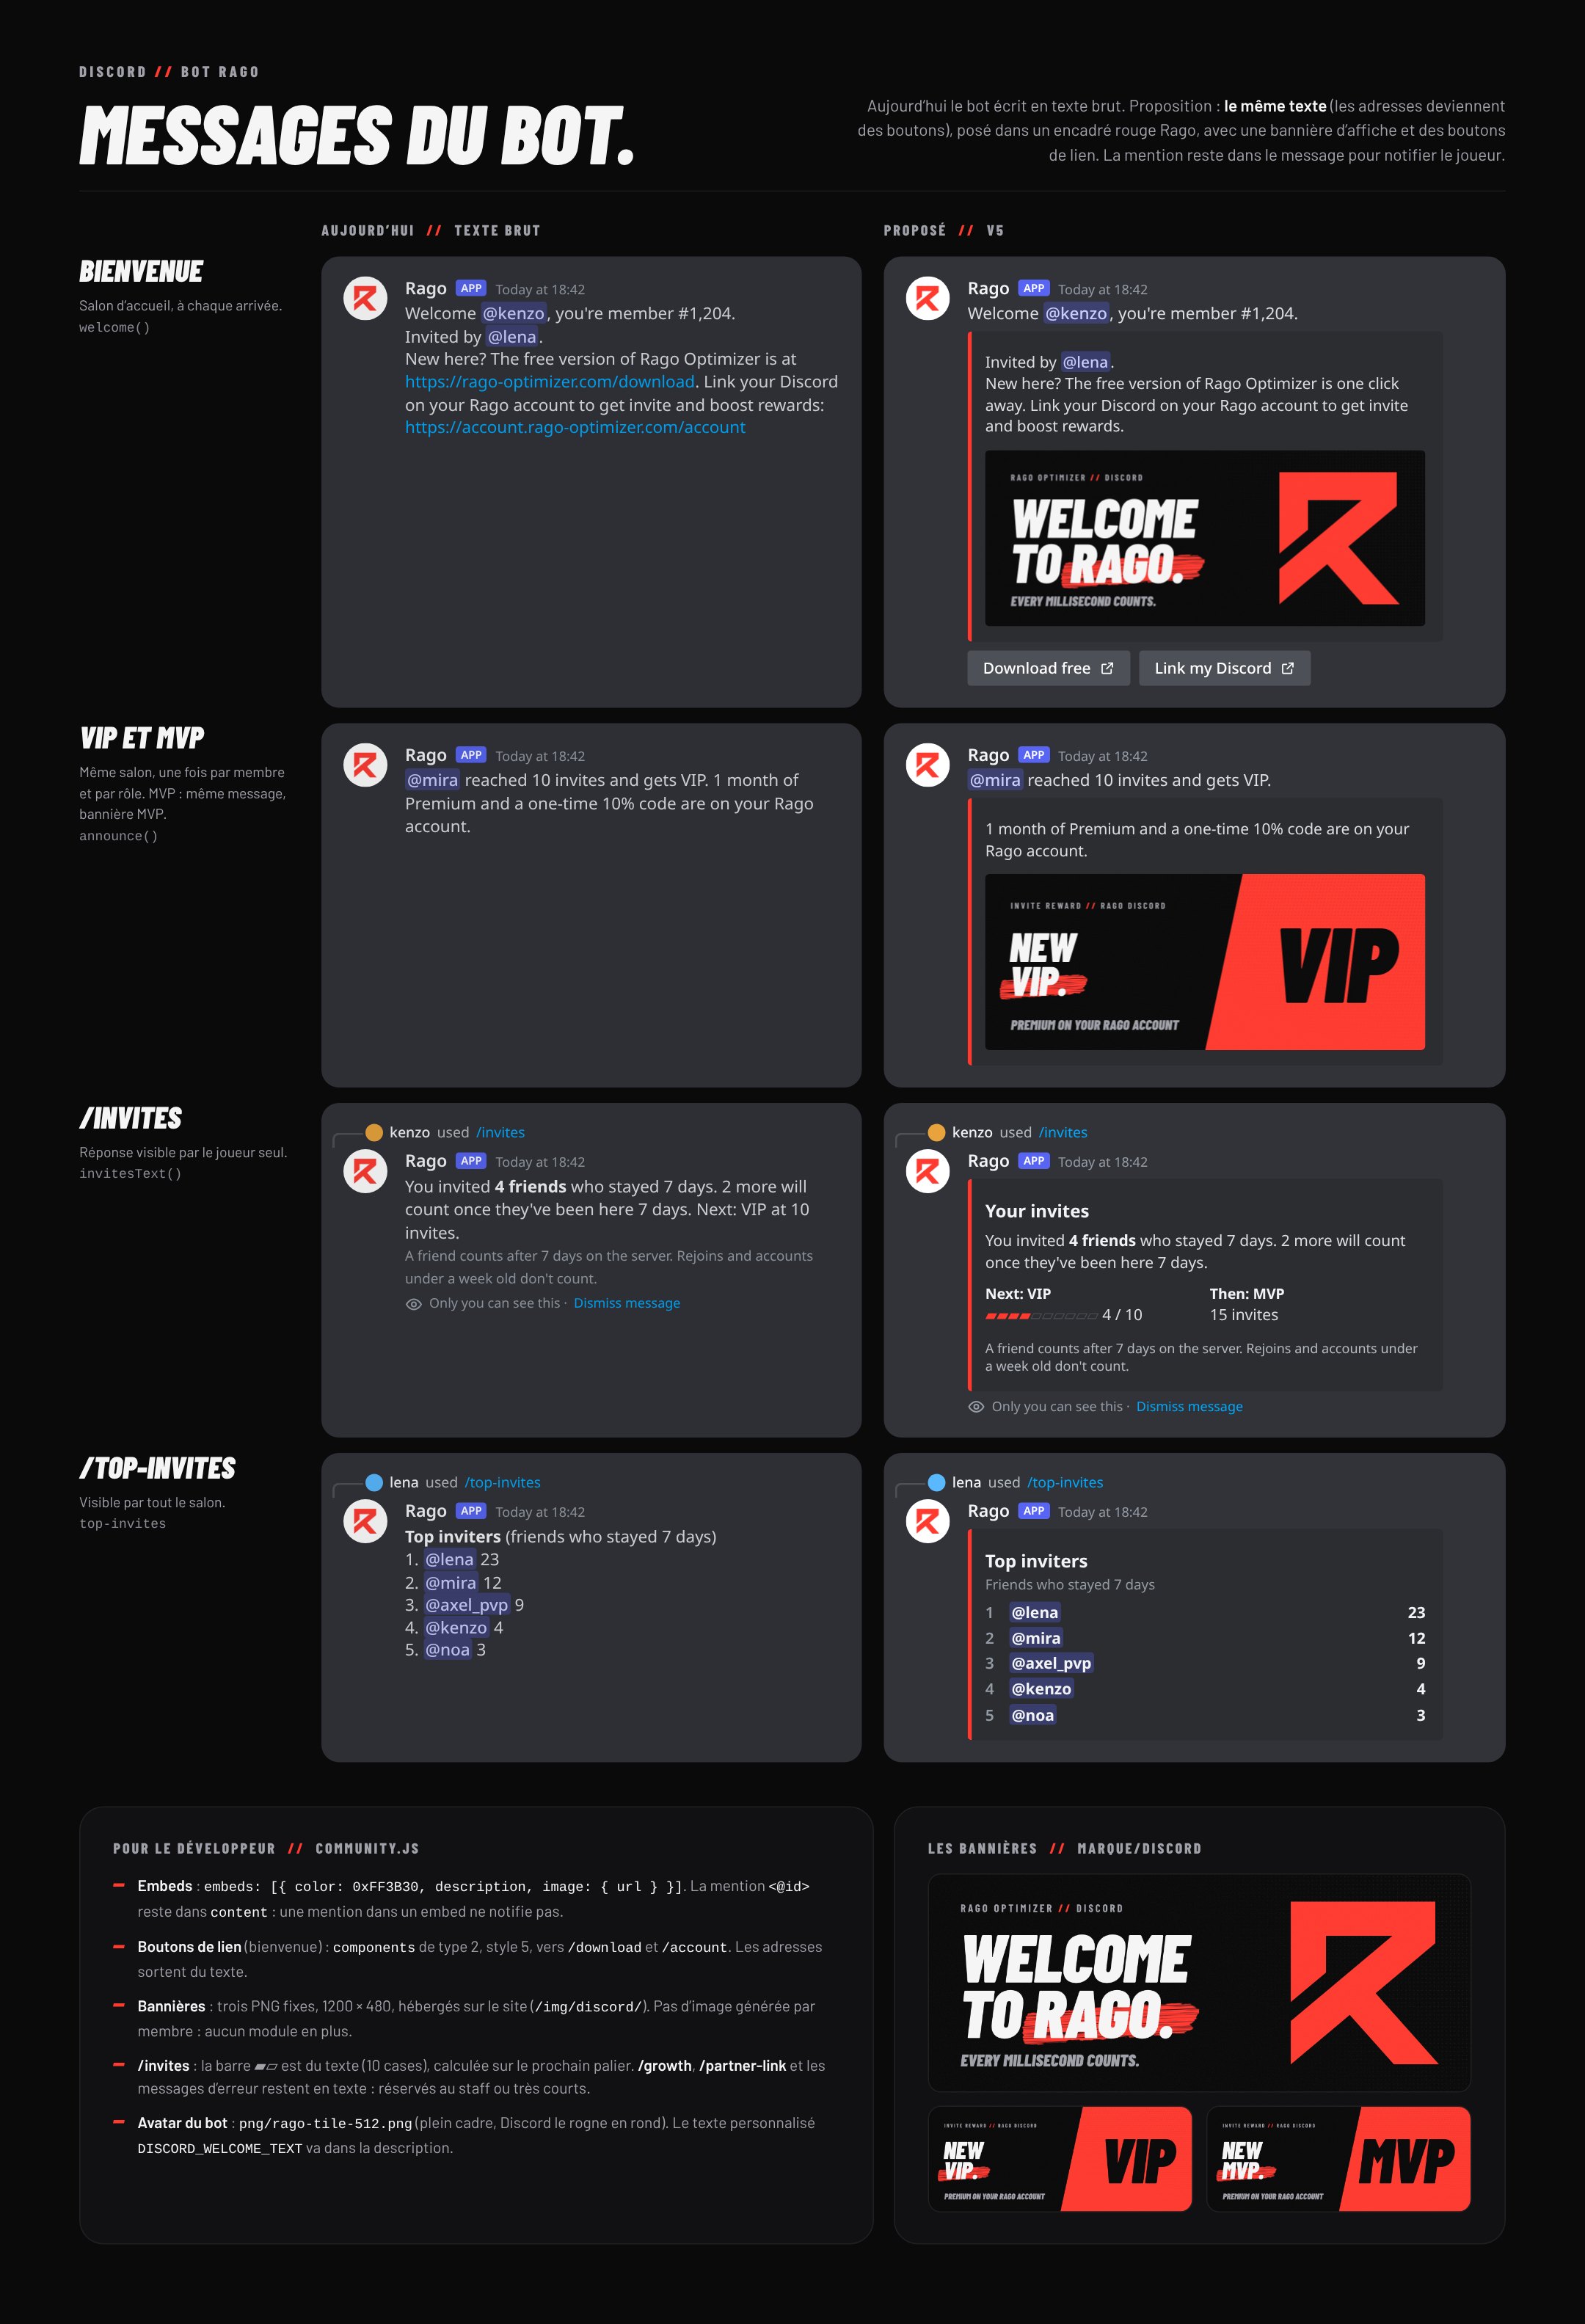 DISCORD // BOT RAGO
MESSAGES DU BOT.
Aujourd’hui le bot écrit en texte brut. Proposition : le même texte (les adresses deviennent
des boutons), posé dans un encadré rouge Rago, avec une bannière d’affiche et des boutons
de lien. La mention reste dans le message pour notifier le joueur.
AUJOURD’HUI // TEXTE BRUT
PROPOSÉ // V5
BIENVENUE
Salon d’accueil, à chaque arrivée.
welcome()
Rago APP Today at 18:42
Welcome @kenzo, you're member #1,204.
Invited by @lena.
New here? The free version of Rago Optimizer is at
https://rago-optimizer.com/download. Link your Discord
on your Rago account to get invite and boost rewards:
https://account.rago-optimizer.com/account
Rago APP Today at 18:42
Welcome @kenzo, you're member #1,204.
Invited by @lena.
New here? The free version of Rago Optimizer is one click
away. Link your Discord on your Rago account to get invite
and boost rewards.
RAGO OPTIMIZER // DISCORD
WELCOME
TO RAGO.
EVERY MILLISECOND COUNTS.
Download free
Link my Discord
VIP ET MVP
Même salon, une fois par membre
et par rôle. MVP : même message,
bannière MVP.
announce()
Rago APP Today at 18:42
@mira reached 10 invites and gets VIP. 1 month of
Premium and a one-time 10% code are on your Rago
account.
Rago APP Today at 18:42
@mira reached 10 invites and gets VIP.
1 month of Premium and a one-time 10% code are on your
Rago account.
INVITE REWARD // RAGO DISCORD
NEW
VIP.
PREMIUM ON YOUR RAGO ACCOUNT
VIP
/INVITES
Réponse visible par le joueur seul.
invitesText()
kenzo used /invites
Rago APP Today at 18:42
You invited 4 friends who stayed 7 days. 2 more will
count once they've been here 7 days. Next: VIP at 10
invites.
A friend counts after 7 days on the server. Rejoins and accounts
under a week old don't count.
Only you can see this · Dismiss message
kenzo used /invites
Rago APP Today at 18:42
Your invites
You invited 4 friends who stayed 7 days. 2 more will count
once they've been here 7 days.
Next: VIP
▰▰▰▰▱▱▱▱▱▱ 4 / 10
Then: MVP
15 invites
A friend counts after 7 days on the server. Rejoins and accounts under
a week old don't count.
Only you can see this · Dismiss message
/TOP-INVITES
Visible par tout le salon.
top-invites
lena used /top-invites
Rago APP Today at 18:42
Top inviters (friends who stayed 7 days)
1. @lena 23
2. @mira 12
3. @axel_pvp 9
4. @kenzo 4
5. @noa 3
lena used /top-invites
Rago APP Today at 18:42
Top inviters
Friends who stayed 7 days
1 @lena 23
2 @mira 12
3 @axel_pvp 9
4 @kenzo 4
5 @noa 3
POUR LE DÉVELOPPEUR // COMMUNITY.JS
Embeds : embeds: [{ color: 0xFF3B30, description, image: { url } }]. La mention <@id>
reste dans content : une mention dans un embed ne notifie pas.
Boutons de lien (bienvenue) : components de type 2, style 5, vers /download et /account. Les adresses
sortent du texte.
Bannières : trois PNG fixes, 1200 × 480, hébergés sur le site (/img/discord/). Pas d’image générée par
membre : aucun module en plus.
/invites : la barre ▰▱ est du texte (10 cases), calculée sur le prochain palier. /growth, /partner-link et les
messages d’erreur restent en texte : réservés au staff ou très courts.
Avatar du bot : png/rago-tile-512.png (plein cadre, Discord le rogne en rond). Le texte personnalisé
DISCORD_WELCOME_TEXT va dans la description.
LES BANNIÈRES // MARQUE/DISCORD
RAGO OPTIMIZER // DISCORD
WELCOME
TO RAGO.
EVERY MILLISECOND COUNTS.
INVITE REWARD // RAGO DISCORD
NEW
VIP.
PREMIUM ON YOUR RAGO ACCOUNT
VIP
INVITE REWARD // RAGO DISCORD
NEW
MVP.
PREMIUM ON YOUR RAGO ACCOUNT
MVP